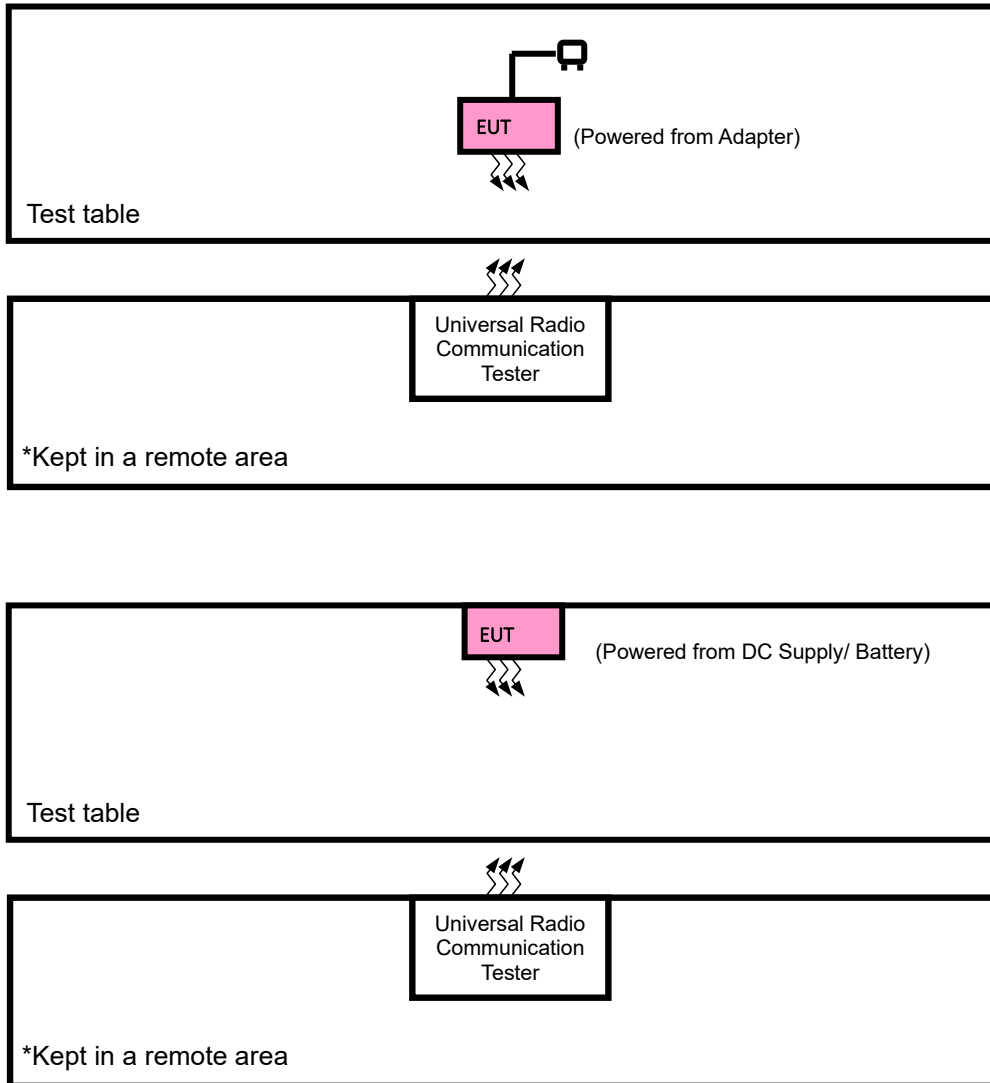 EUT
(Powered from Adapter)
Test table
Universal Radio
Communication
Tester
*Kept in a remote area
EUT
(Powered from DC Supply/ Battery)
Test table
Universal Radio
Communication
Tester
*Kept in a remote area